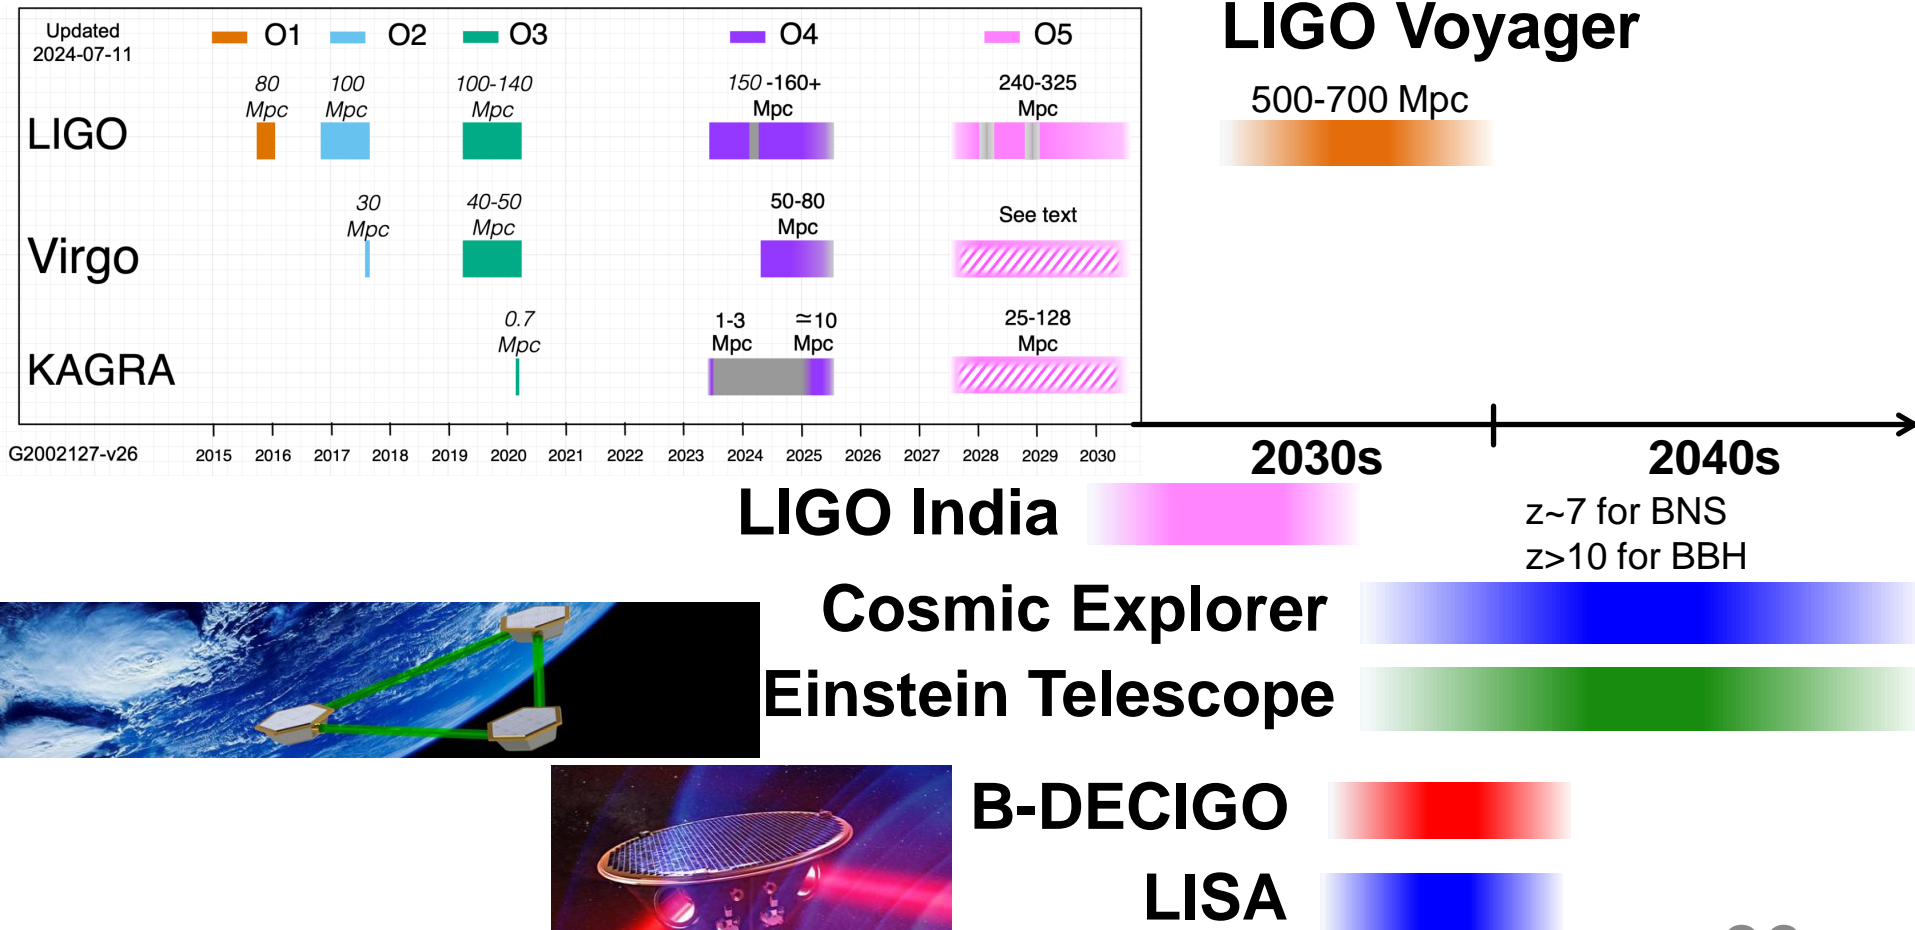 Updated
2024-07-11
O1
O2
O3
O4
O5
LIGO Voyager
80
Mpc
100
Mpc
100-140
Mpc
150 -160+
Mpc
240-325
Mpc
500-700 Mpc
LIGO
30
Mpc
40-50
Mpc
50-80
Mpc
See text
Virgo
0.7
Mpc
1-3
Mpc
≃10
Mpc
25-128
Mpc
KAGRA
G2002127-v26
2015
2016
2017
2018
2019
2020
2021
2022
2023
2024
2025
2026
2027
2028
2029
2030
2030s
2040s
LIGO India
z~7 for BNS
z>10 for BBH
Cosmic Explorer
Einstein Telescope
B-DECIGO
LISA